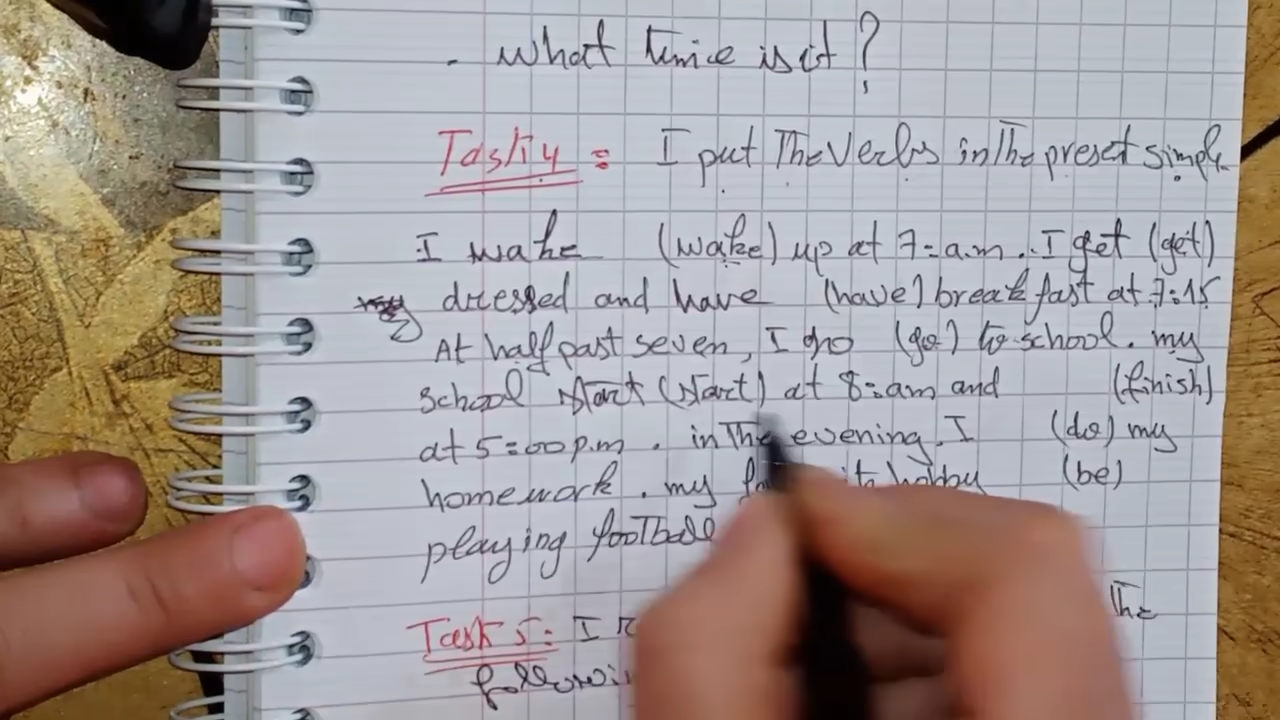 . What time is it ?
Task 4 : I put The Verbs in The preset simple
I wake (wake) up at 7: a.m. I get (get)
dressed and have (have) breakfast at 7:15
At half past seven, I go (go) to school. my
school start (start) at 8: am and (finish)
at 5:00 p.m. in The evening. I (do) my
homework. my hobby (be)
playing football
Task 5: I The